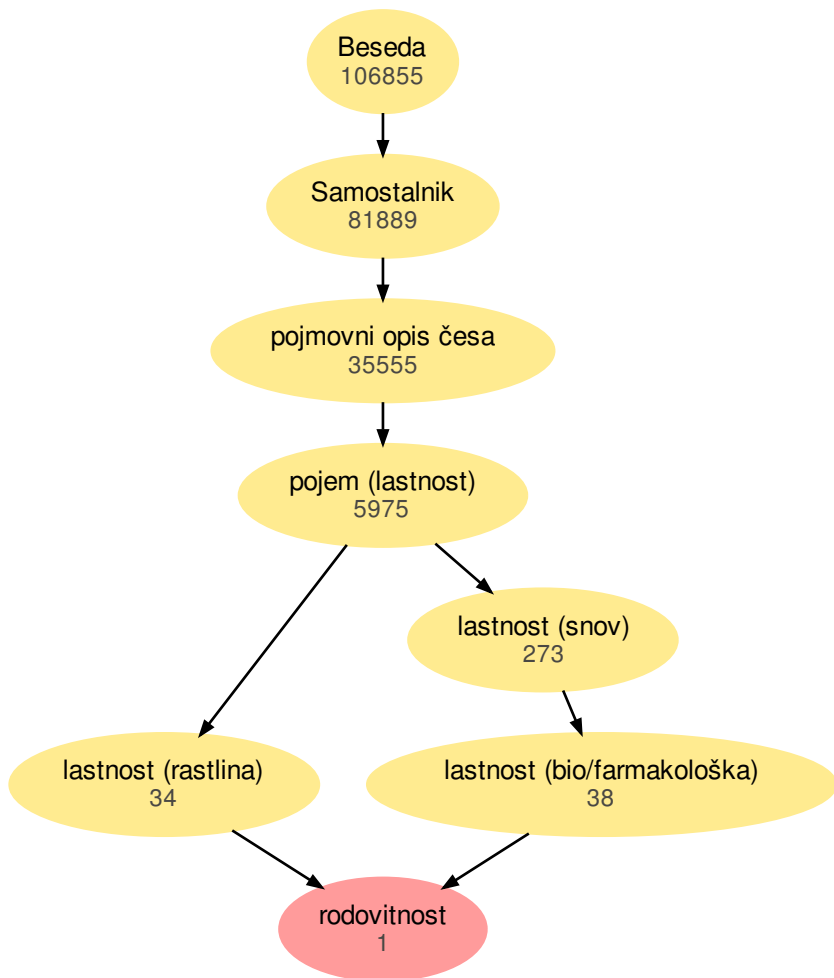 Beseda
106855
Samostalnik
81889
pojmovni opis česa
35555
pojem (lastnost)
5975
lastnost (snov)
273
lastnost (rastlina)
34
lastnost (bio/farmakološka)
38
rodovitnost
1